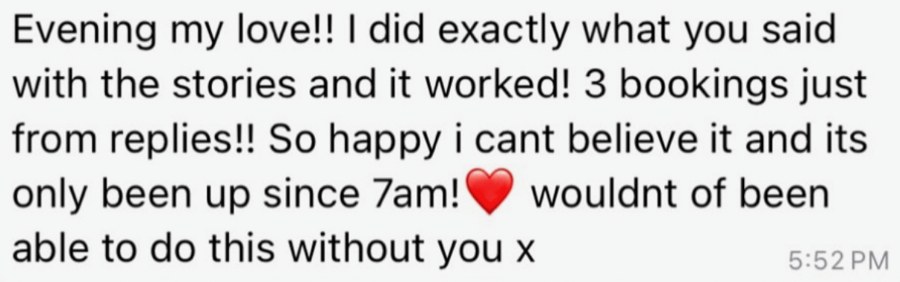 Evening my love!! I did exactly what you said
with the stories and it worked! 3 bookings just
from replies!! So happy i cant believe it and its
only been up since 7am!❤️ wouldnt of been
able to do this without you x
5:52 PM